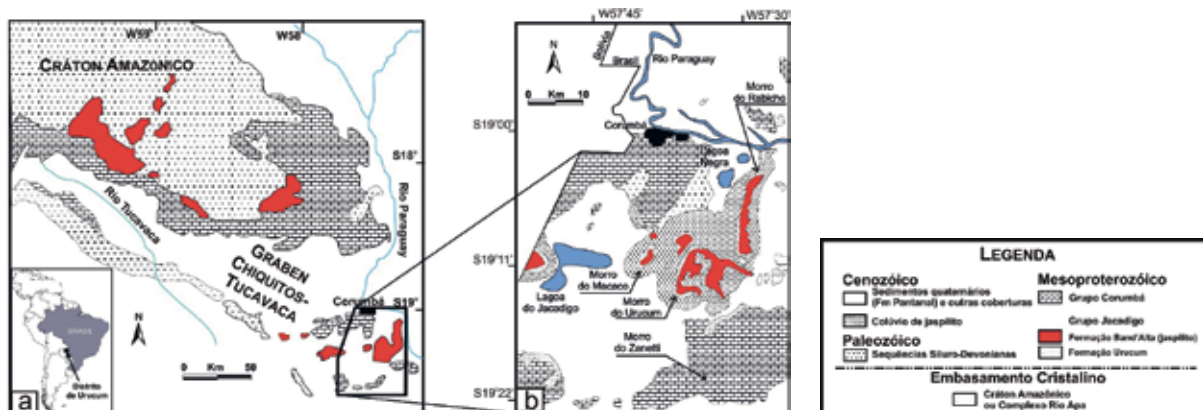 W59°
W58
CRÁTON AMAZÔNICO
S18°
Rio Paraguay
Rio Tucavaca
GRABEN
CHIQUITOS-
TUCAVACA
Corumbá
S19°
N
BRASIL
0 Km 50
Distrito
de Urucum
a
W57°45'
W57°30'
Bolívia
Brasil
Rio Paraguay
N
0 Km 10
Morro
do Rabicho
S19°00
Corumbá
Lagoa
Negra
S19°11'
Lagoa
do Jacadigo
Morro
do Macaco
Morro
do Urucum
Morro
do Zanetti
S19°22'
b
LEGENDA
Cenozóico
Sedimentos quaternários
(Fm Pantanal) e outras coberturas
Colúvio de jaspilito
Paleozóico
Sequências Siluro-Devonianas
Mesoproterozóico
Grupo Corumbá
Grupo Jacadigo
Formação Band'Alta (jaspilito)
Formação Urucum
Embasamento Cristalino
Cráton Amazônico
ou Complexo Rio Apa